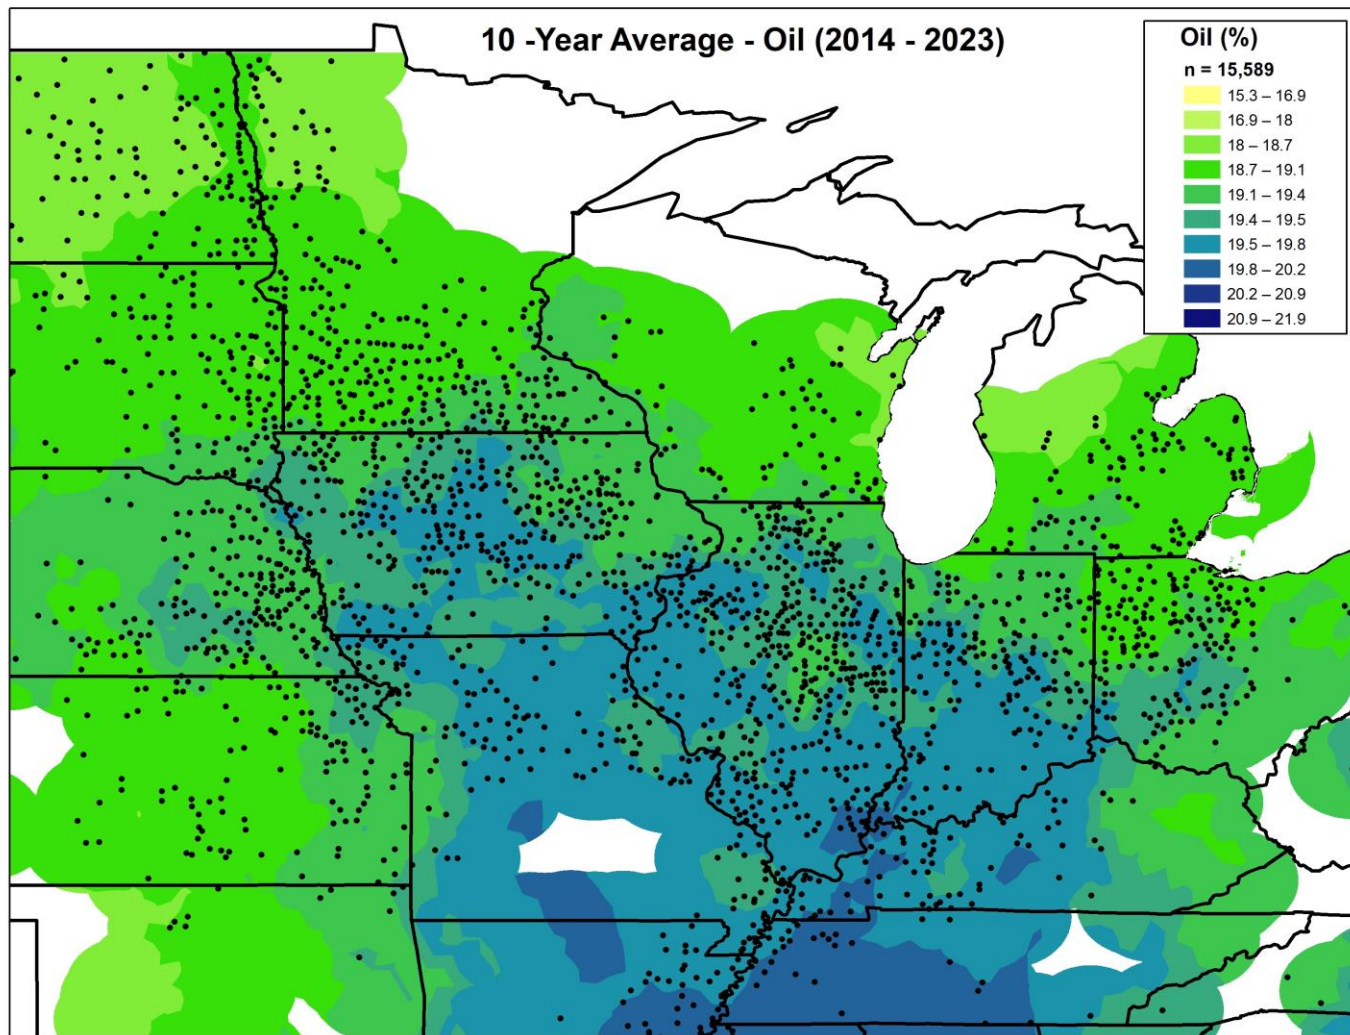 10 -Year Average - Oil (2014 - 2023)
Oil (%)
n = 15,589
15.3 – 16.9
16.9 – 18
18 – 18.7
18.7 – 19.1
19.1 – 19.4
19.4 – 19.5
19.5 – 19.8
19.8 – 20.2
20.2 – 20.9
20.9 – 21.9